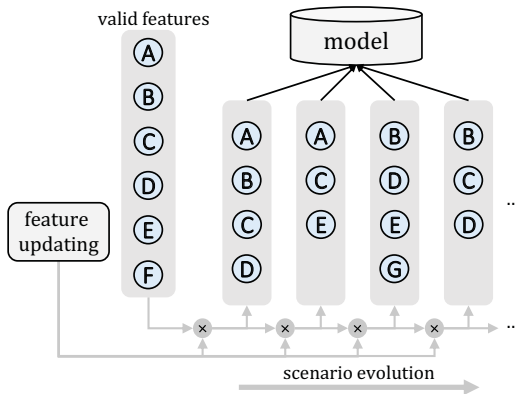 valid features
model
A
B
C
D
E
F
A
B
C
D
A
C
E
B
D
E
G
B
C
D
..
feature
updating
× × × × ..
scenario evolution